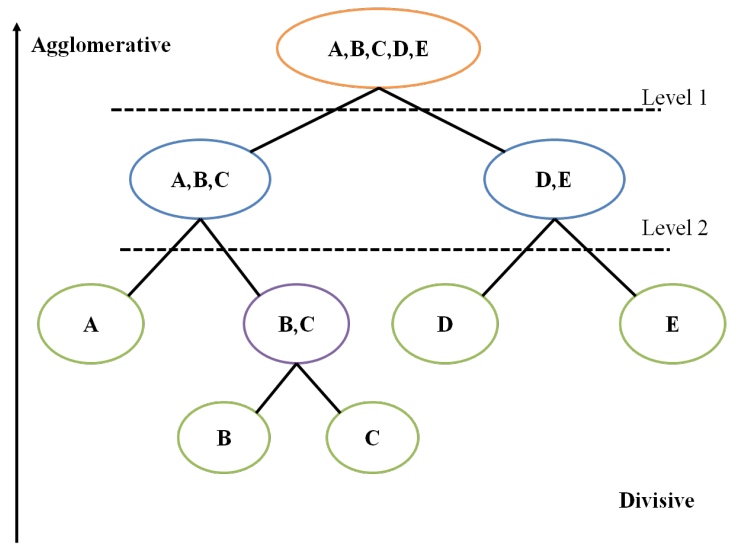 Agglomerative
A,B,C,D,E
Level 1
A,B,C
D,E
Level 2
A
B,C
D
E
B
C
Divisive